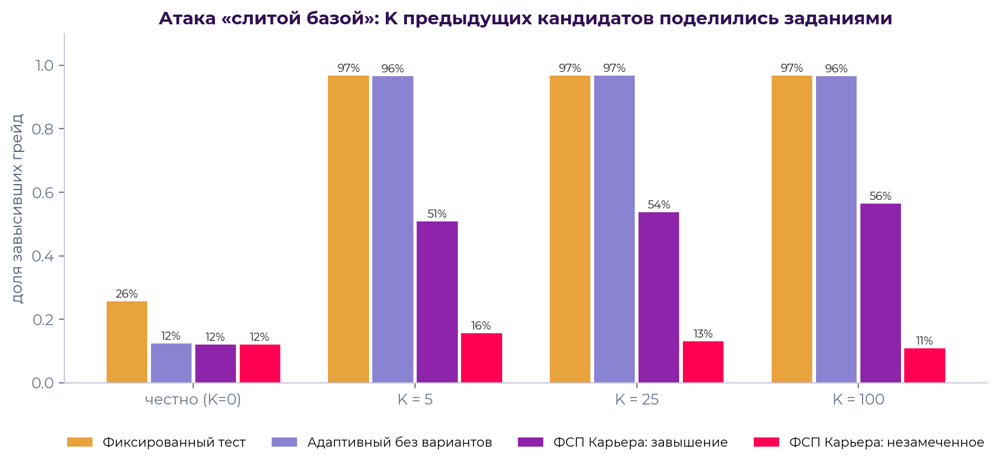 Атака «слитой базой»: K предыдущих кандидатов поделились заданиями
доля завысивших грейд
1.0
0.8
0.6
0.4
0.2
0.0
26%
12%
12%
12%
97%
96%
51%
16%
97%
97%
54%
13%
97%
96%
56%
11%
честно (K=0)
K = 5
K = 25
K = 100
Фиксированный тест
Адаптивный без вариантов
ФСП Карьера: завышение
ФСП Карьера: незамеченное